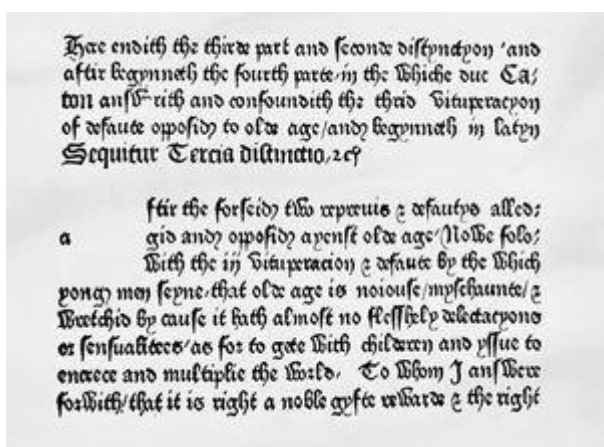 Here endith the thirde part and seconde distynctyon / and
aftir begynneth the fourth parte / in the whiche duc Ca-
ton answerith and confoundith the thrid vituperacyon
of defaute opposid to olde age / and begynneth in latyn
Sequitur Tercia distinctio, ⁊c̃
a ftir the forseid two repreuis ⁊ defautys alled-
gid and opposid ayenst olde age / Nowe folo-
with the iij vituperacion ⁊ defaute by the which
yong men seyne / that olde age is noiouse / myschaunte / ⁊
wretchid by cause it hath almost no flesshely delectacyons
or sensualitees / as for to gete with children and yssue to
encrece and multiplie the world, To whom J answere
forwith / that it is right a noble gyfte rewarde ⁊ the right